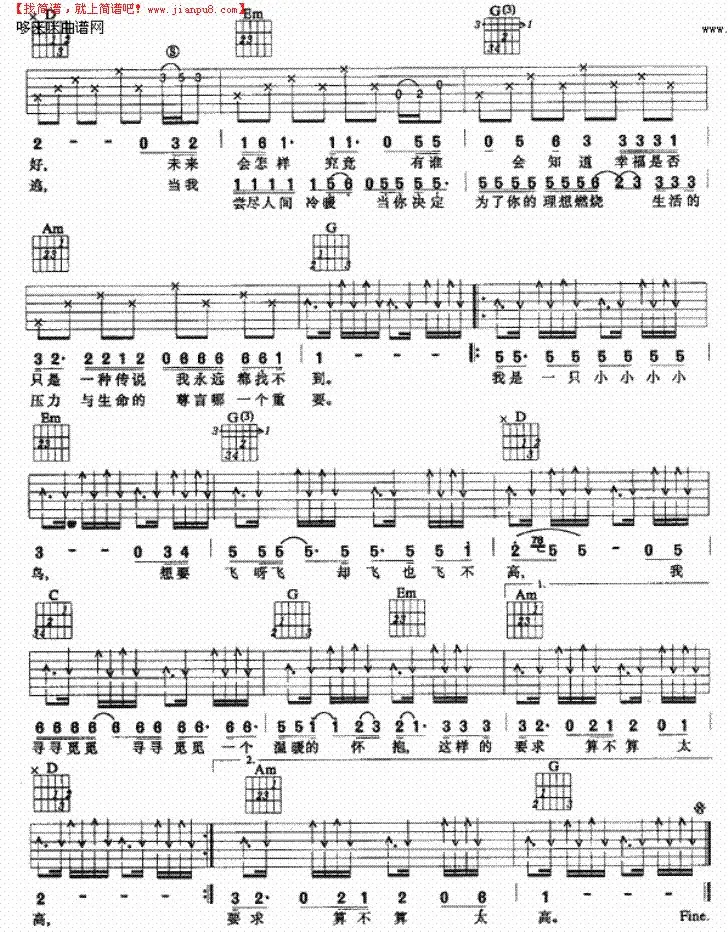 【找简谱,就上简谱吧! www.jianpu8.com】
哆来咪曲谱网
www.
× D Em G(3)
3 1
2 - - 0 3 2 | 1 6 1· 1 1· 0 5 5 | 0 5 6 3 3 3 3 1
好, 未来 会怎样 究竟 有谁 会 知 道 幸福是否
追, 当我 1 1 1 1 1 5 6 0 5 5 5 5· 5 5 5 5 5 5 5 6 2 3 3 3 3
尝尽人间 冷暖 当你决定 为了你的理想燃烧 生活的
Am G
3 2· 2 2 1 2 0 6 6 6 6 6 1 | 1 - - - 5 5· 5 5 5 5 5 5
只是 一种传说 我永远 都找不 到。 我是 一 只 小 小 小 小
压力 与生命的 尊言哪 一个重 要。
Em G(3) × D
3 - - 0 3 4 | 5 5 5 5· 5 5· 5 5 i | 2 5 5 - 0 5
鸟, 想要 飞呀飞 却飞 也飞不 高, 我
1.
C G Em Am
6 6 6 6 6 6 6 6 6· 6 6· | 5 5 1 1 2 3 2 1· 3 3 3 | 3 2· 0 2 1 2 0 1
寻寻觅觅 寻寻 觅觅 一个 温暖的 怀 抱, 这样的 要求 算不算 太
2.
× D Am G
2 - - - 3 2· 0 2 1 2 0 6 | 1 - - -
高, 要求 算不算 太 高。 Fine.